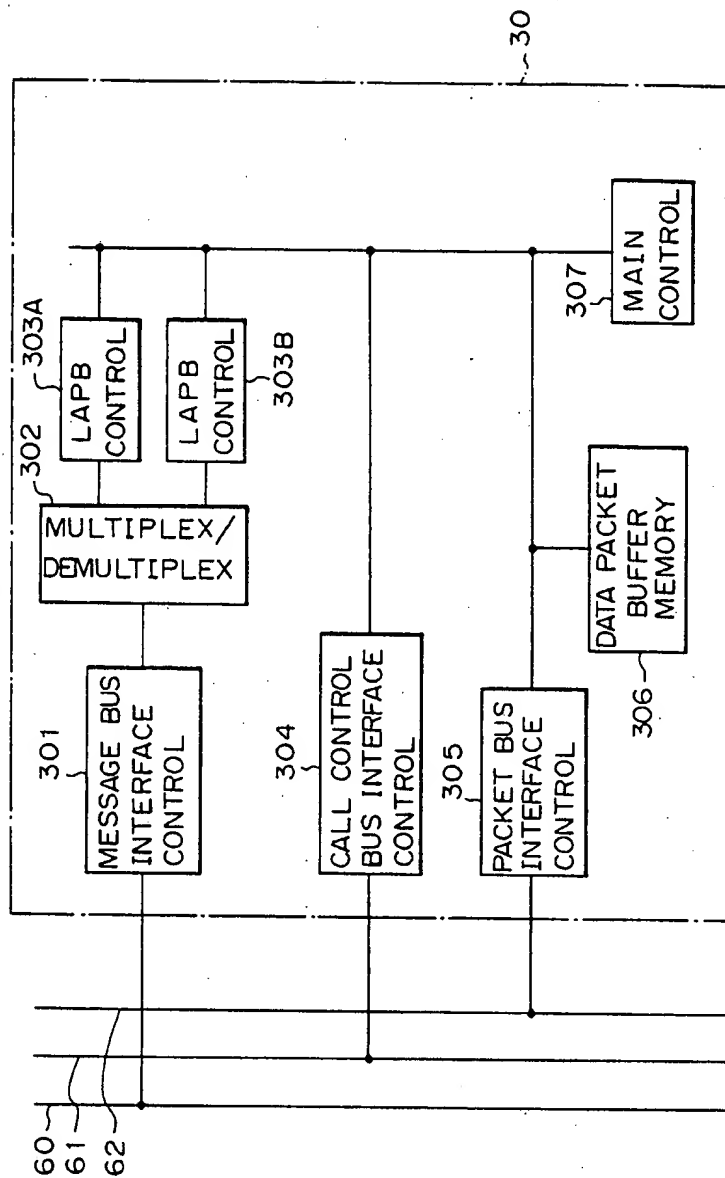 30
303A
LAPB
CONTROL
303B
LAPB
CONTROL
302
MULTIPLEX/
DEMULTIPLEX
307
MAIN
CONTROL
301
MESSAGE BUS
INTERFACE
CONTROL
304
CALL CONTROL
BUS INTERFACE
CONTROL
305
PACKET BUS
INTERFACE
CONTROL
DATA PACKET
BUFFER
MEMORY
306
60
61
62